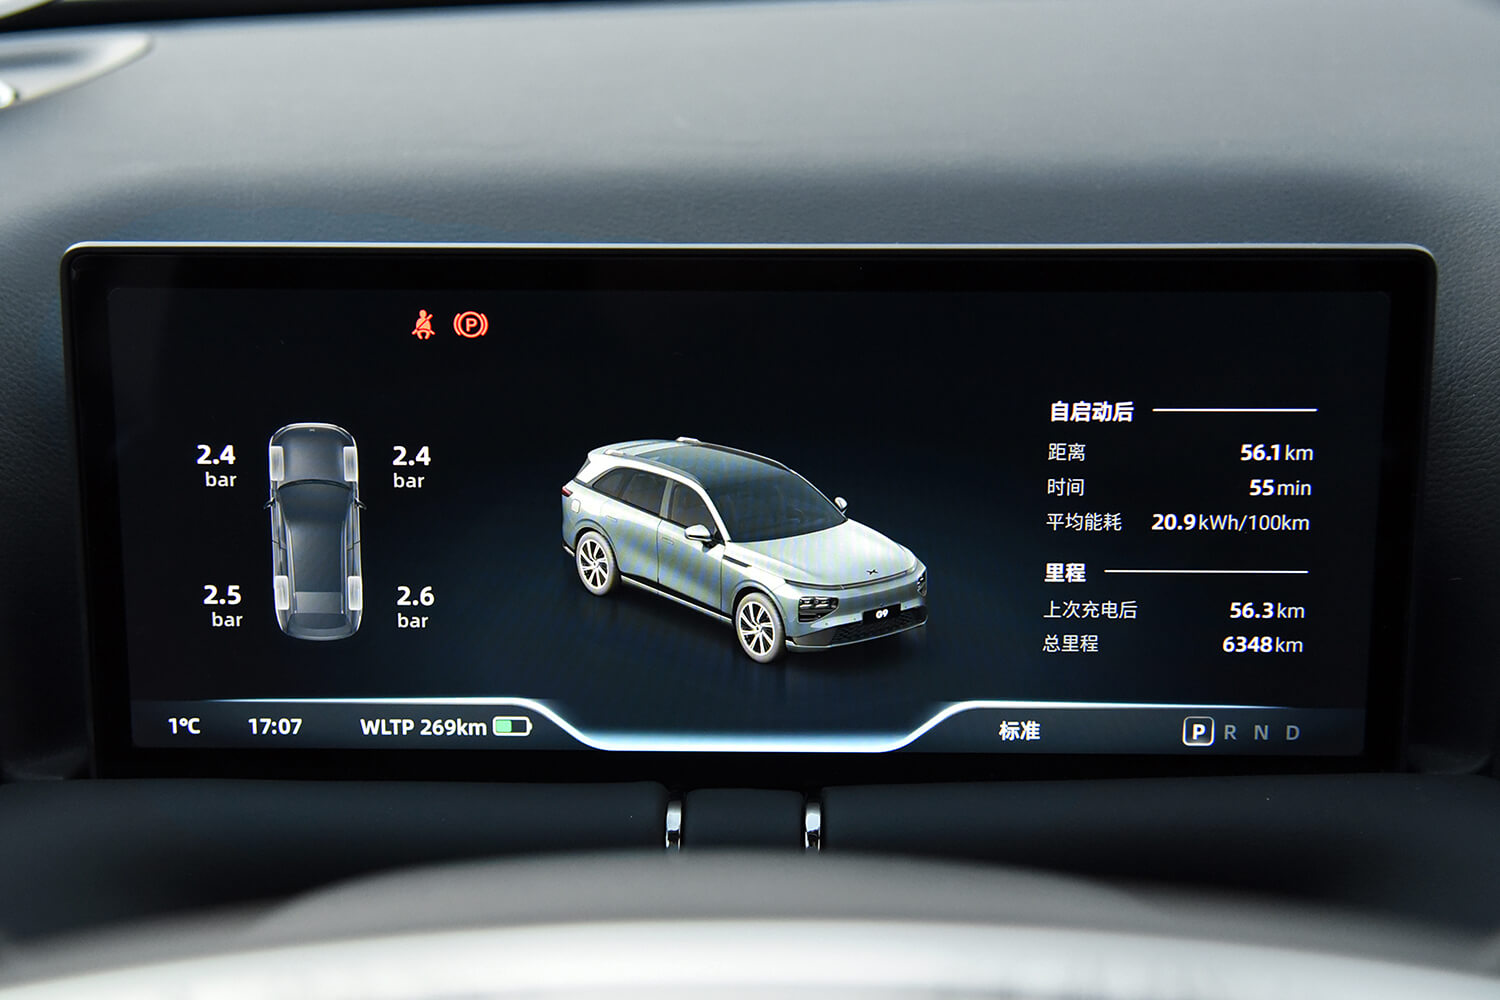 2.4
bar
2.4
bar
2.5
bar
2.6
bar
G9
自启动后
距离 56.1 km
时间 55 min
平均能耗 20.9 kWh/100km
里程
上次充电后 56.3 km
总里程 6348 km
1℃ 17:07 WLTP 269km 标准 P R N D
P